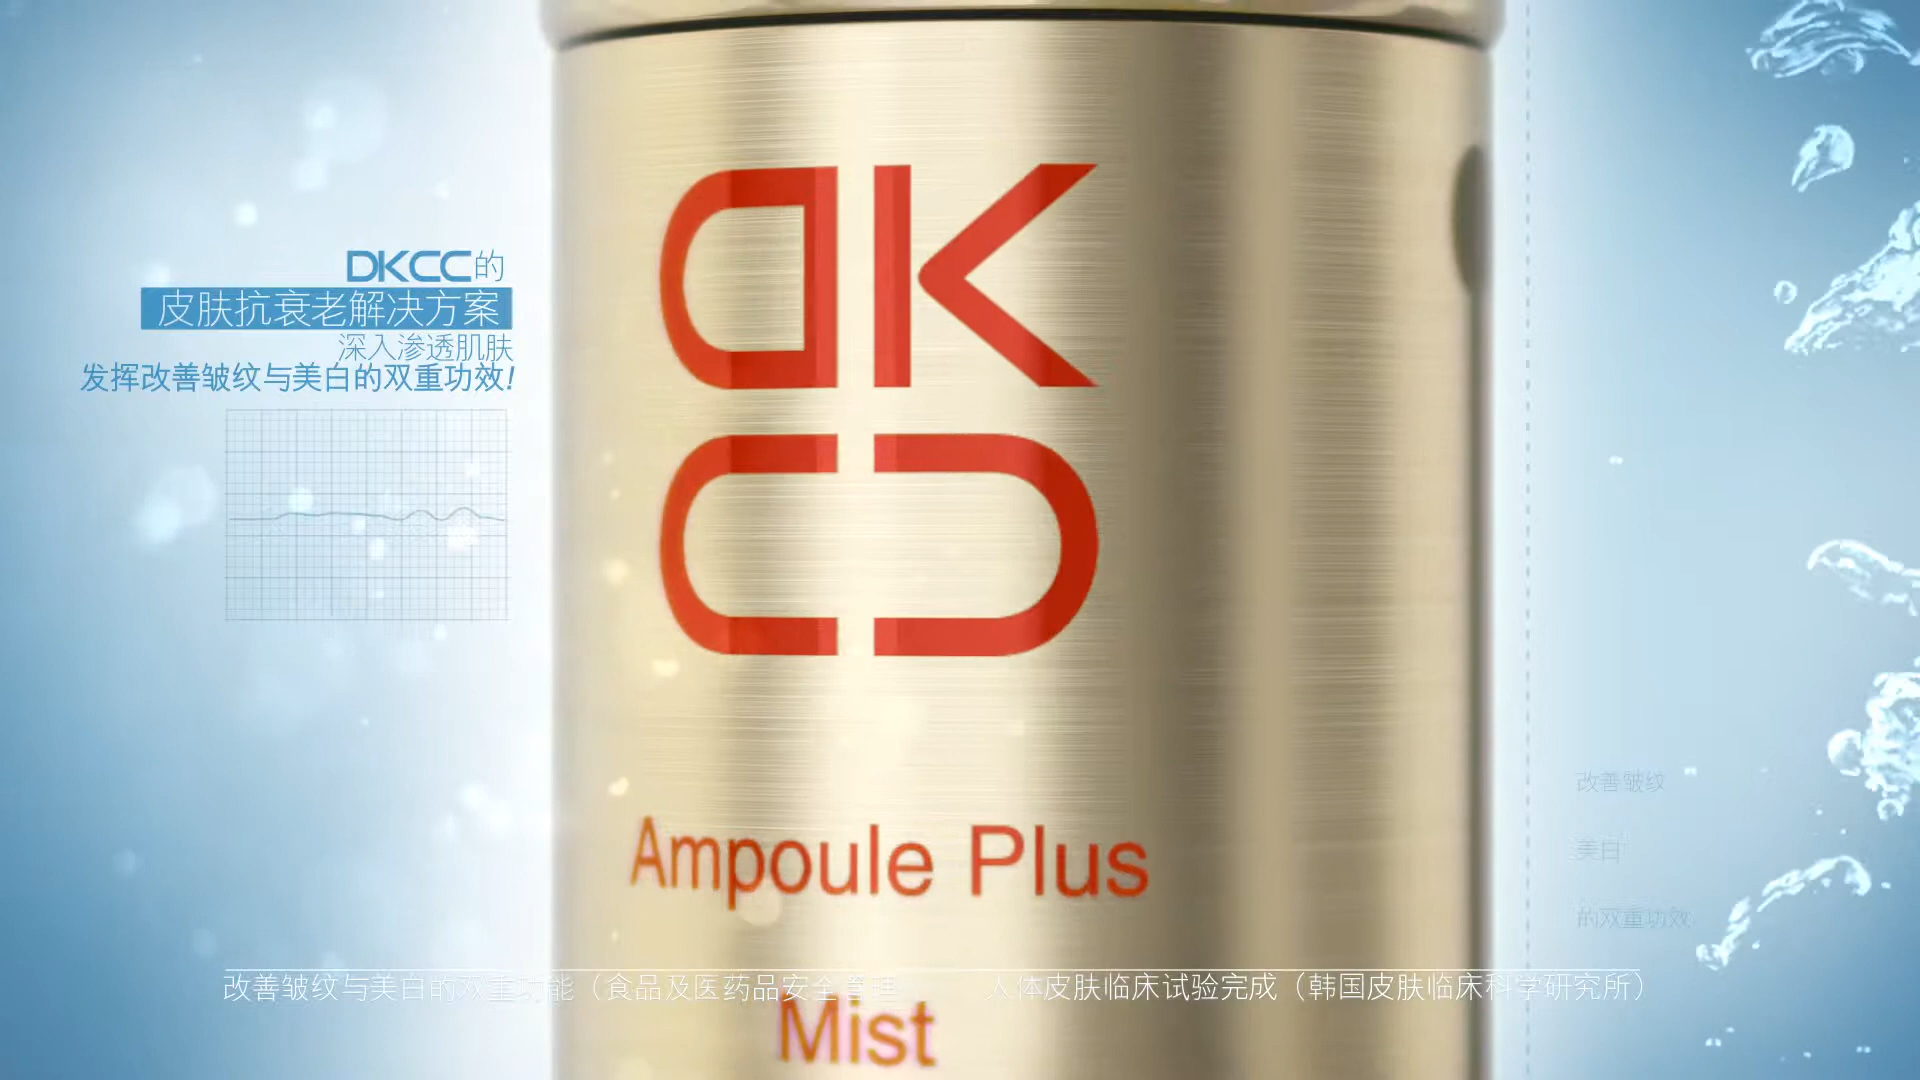 DKCC的
皮肤抗衰老解决方案
深入渗透肌肤
发挥改善皱纹与美白的双重功效!
DK
CC
Ampoule Plus
Mist
改善皱纹
美白
的双重功效
改善皱纹与美白的双重功能（食品及医药品安全管理
人体皮肤临床试验完成（韩国皮肤临床科学研究所）